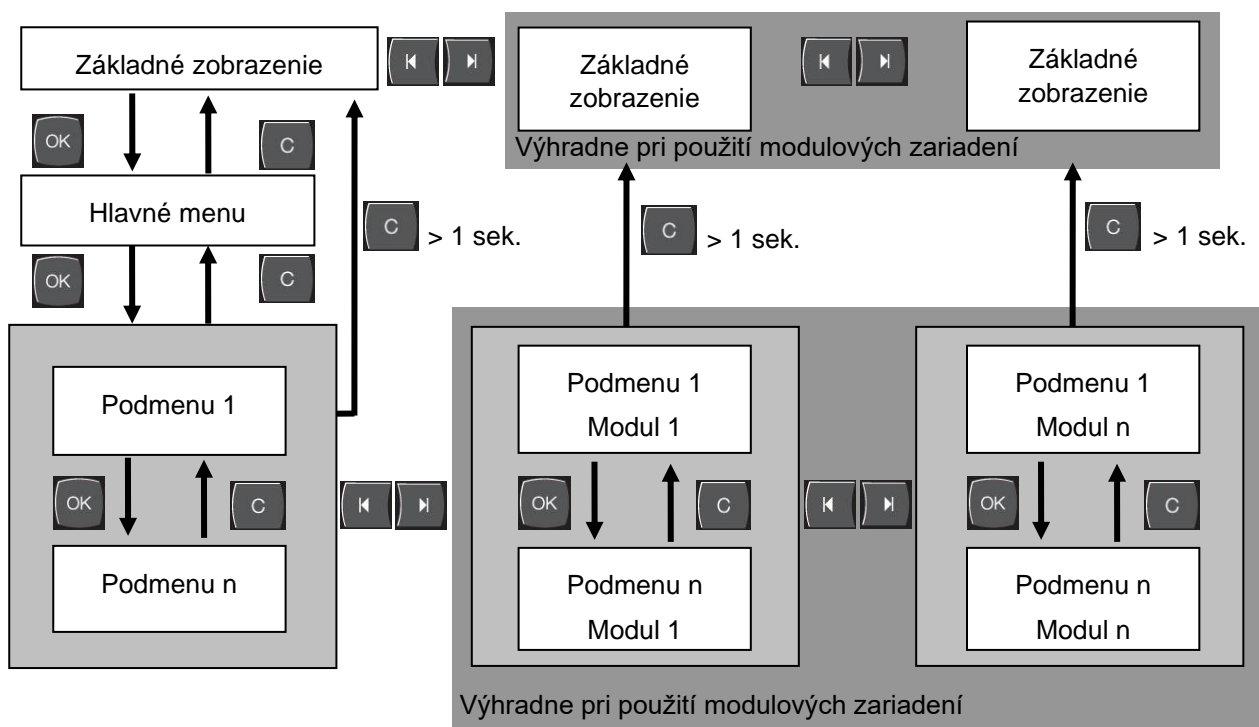 Základné zobrazenie
Základné
zobrazenie
Základné
zobrazenie
Výhradne pri použití modulových zariadení
OK
C
Hlavné menu
C
> 1 sek.
C
> 1 sek.
C
> 1 sek.
OK
C
Podmenu 1
Podmenu 1
Modul 1
Podmenu 1
Modul n
OK
C
OK
C
OK
C
Podmenu n
Podmenu n
Modul 1
Podmenu n
Modul n
Výhradne pri použití modulových zariadení